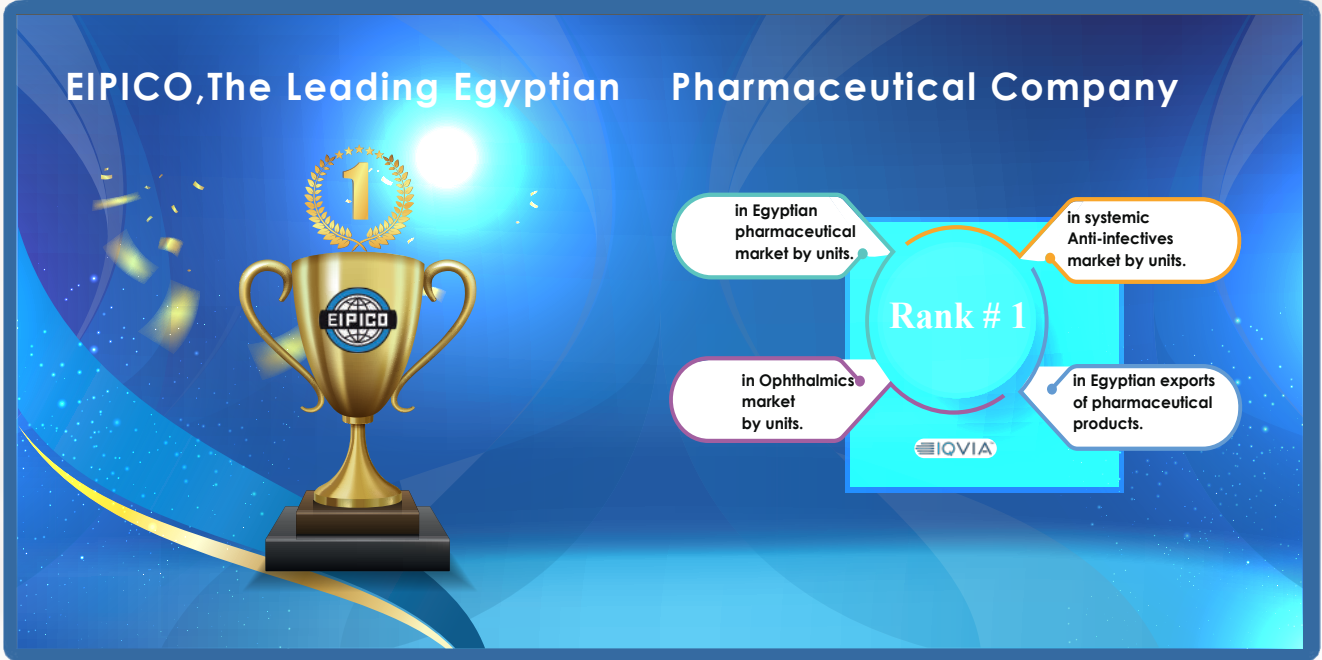 EIPICO,The Leading Egyptian Pharmaceutical Company
1
EIPICO
in Egyptian
pharmaceutical
market by units.
in systemic
Anti-infectives
market by units.
Rank # 1
in Ophthalmics
market
by units.
in Egyptian exports
of pharmaceutical
products.
IQVIA